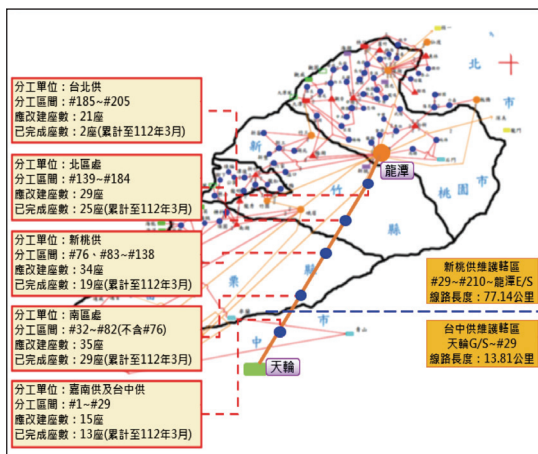 分工單位：台北供
分工區間：#185~#205
應改建座數：21座
已完成座數：2座(累計至112年3月)
分工單位：北區處
分工區間：#139~#184
應改建座數：29座
已完成座數：25座(累計至112年3月)
分工單位：新桃供
分工區間：#76、#83~#138
應改建座數：34座
已完成座數：19座(累計至112年3月)
分工單位：南區處
分工區間：#32~#82(不含#76)
應改建座數：35座
已完成座數：29座(累計至112年3月)
分工單位：嘉南供及台中供
分工區間：#1~#29
應改建座數：15座
已完成座數：13座(累計至112年3月)
北
市
新
竹
縣
龍潭
桃園市
栗
縣
市
中
天輪
新桃供維護轄區
#29~#210~龍潭E/S
線路長度：77.14公里
台中供維護轄區
天輪G/S~#29
線路長度：13.81公里